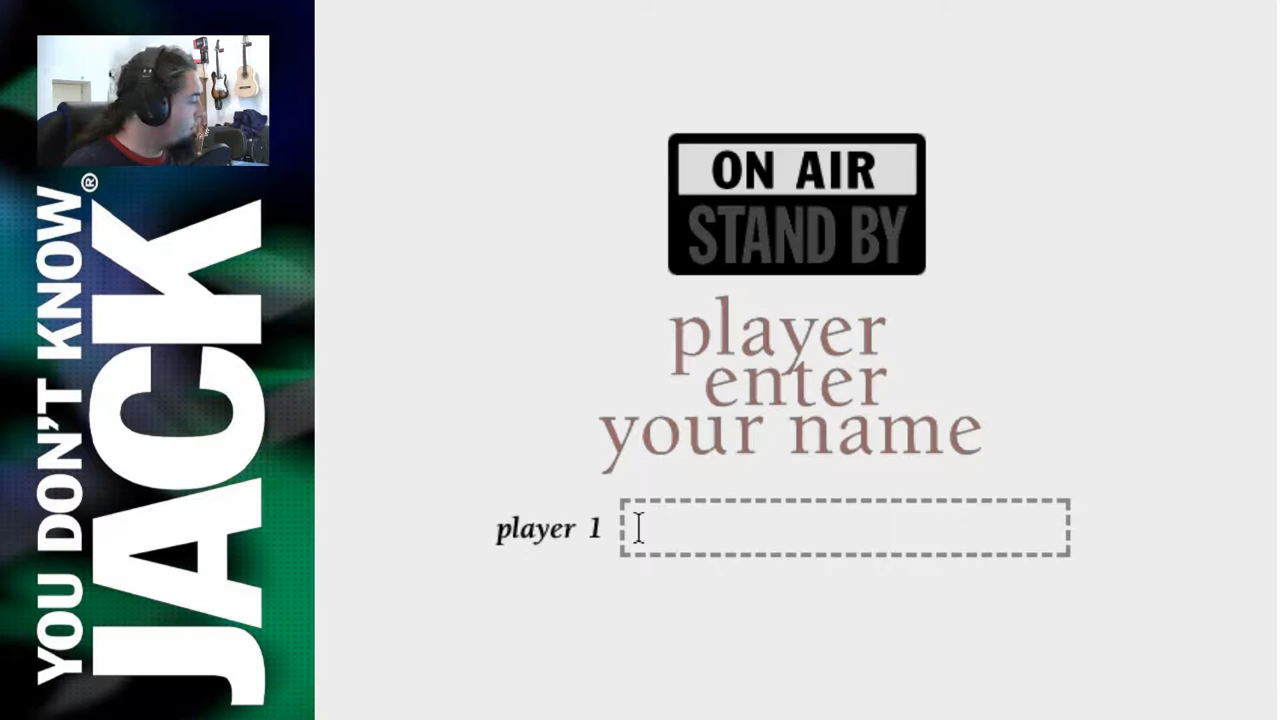 YOU DON'T KNOW
JACK®
ON AIR
STAND BY
player
enter
your name
player 1